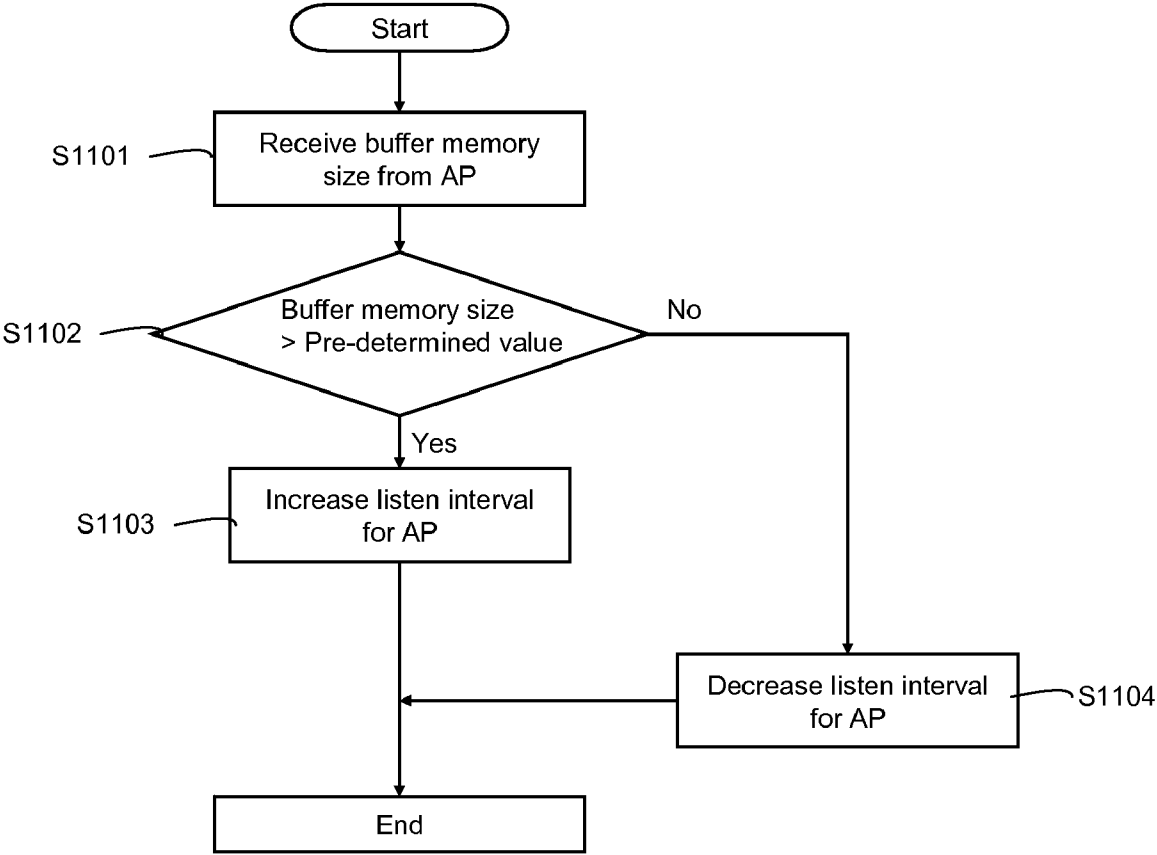 Start
S1101
Receive buffer memory
size from AP
S1102
Buffer memory size
> Pre-determined value
No
Yes
S1103
Increase listen interval
for AP
Decrease listen interval
for AP
S1104
End